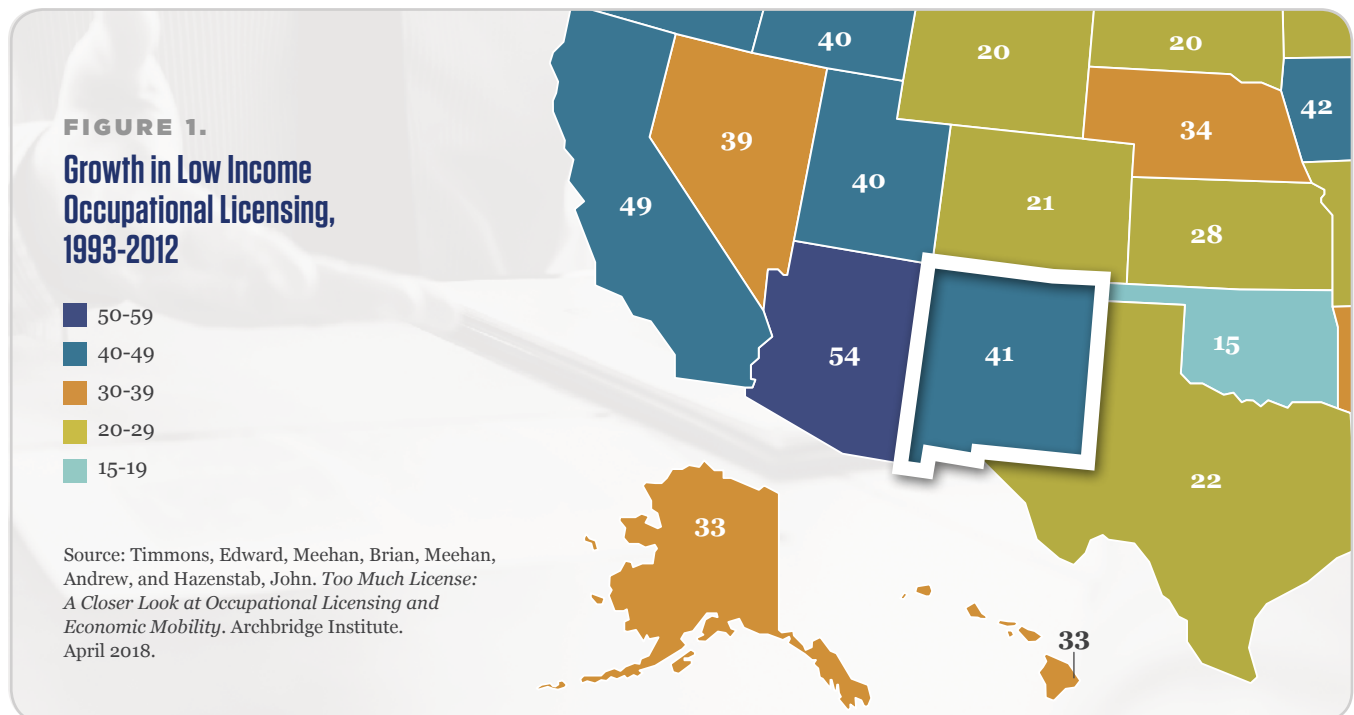 FIGURE 1.
Growth in Low Income
Occupational Licensing,
1993-2012
50-59
40-49
30-39
20-29
15-19
Source: Timmons, Edward, Meehan, Brian, Meehan,
Andrew, and Hazenstab, John. Too Much License:
A Closer Look at Occupational Licensing and
Economic Mobility. Archbridge Institute.
April 2018.
40
20
20
42
39
34
49
40
21
28
54
41
15
22
33
33